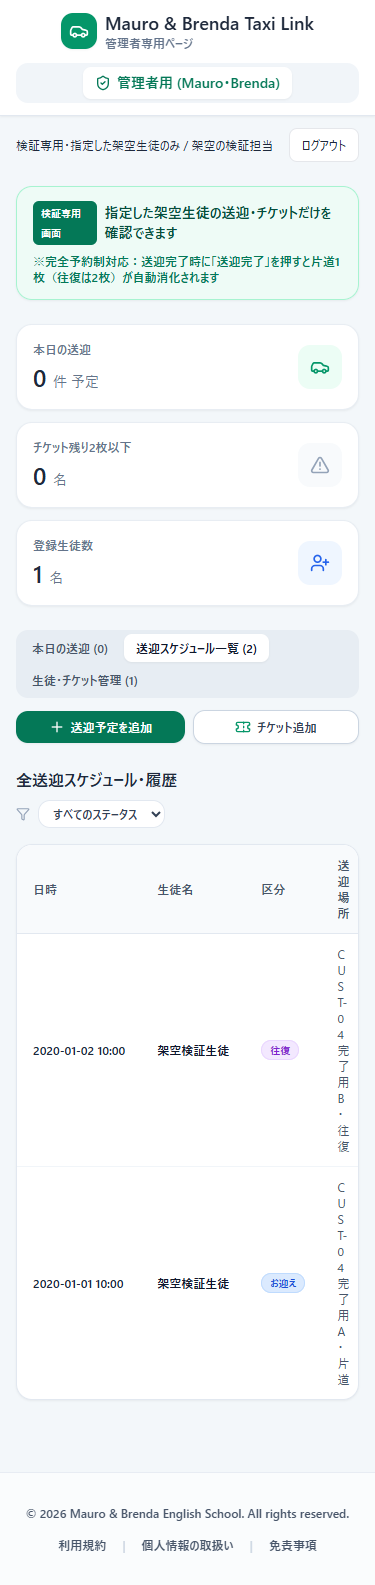 Mauro & Brenda Taxi Link
管理者専用ページ
管理者用 (Mauro・Brenda)
検証専用・指定した架空生徒のみ / 架空の検証担当
ログアウト
検証専用
画面
指定した架空生徒の送迎・チケットだけを
確認できます
※完全予約制対応：送迎完了時に「送迎完了」を押すと片道1
枚（往復は2枚）が自動消化されます
本日の送迎
0 件 予定
チケット残り2枚以下
0 名
登録生徒数
1 名
本日の送迎 (0)
送迎スケジュール一覧 (2)
生徒・チケット管理 (1)
送迎予定を追加
チケット追加
全送迎スケジュール・履歴
すべてのステータス
日時 生徒名 区分 送迎場所
2020-01-02 10:00 架空検証生徒 往復 CUST-04完了用B・往復
2020-01-01 10:00 架空検証生徒 お迎え CUST-04完了用A・片道
© 2026 Mauro & Brenda English School. All rights reserved.
利用規約 | 個人情報の取扱い | 免責事項